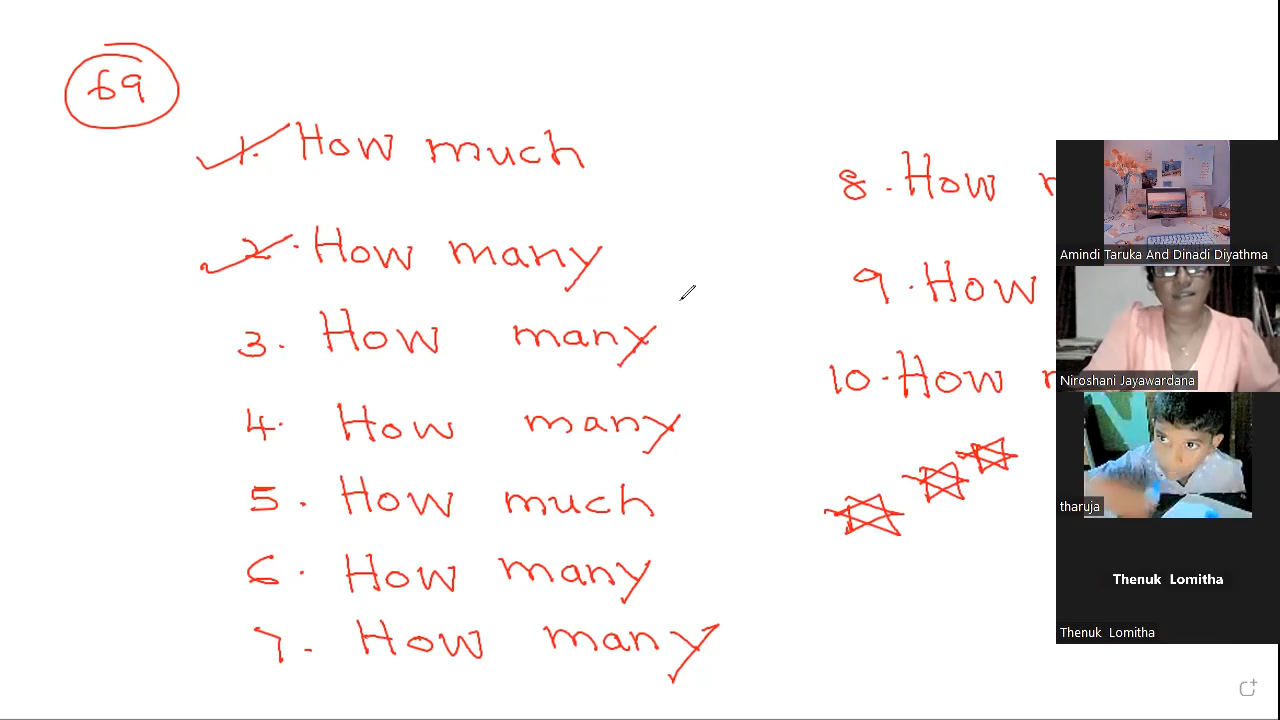 69
1. How much
2. How many
3. How many
4. How many
5. How much
6. How many
7. How many
8. How
9. How
10. How
Amindi Taruka And Dinadi Diyathma
Niroshani Jayawardana
tharuja
Thenuk Lomitha
Thenuk Lomitha